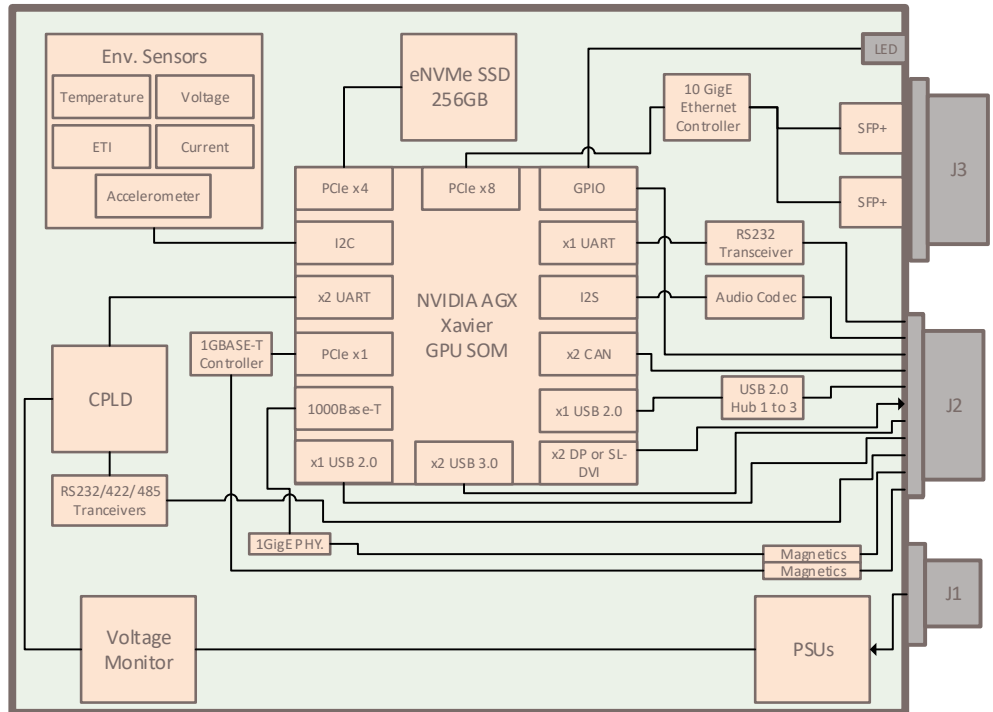 Env. Sensors
Temperature
Voltage
ETI
Current
Accelerometer
eNVMe SSD
256GB
10 GigE
Ethernet
Controller
LED
SFP+
SFP+
J3
PCIe x4
PCIe x8
GPIO
I2C
x1 UART
RS232
Transceiver
x2 UART
NVIDIA AGX
Xavier
GPU SOM
I2S
Audio Codec
1GBASE-T
Controller
PCIe x1
x2 CAN
CPLD
1000Base-T
x1 USB 2.0
USB 2.0
Hub 1 to 3
J2
x1 USB 2.0
x2 USB 3.0
x2 DP or SL-
DVI
RS232/422/485
Tranceivers
1GigE PHY.
Magnetics
Magnetics
J1
Voltage
Monitor
PSUs